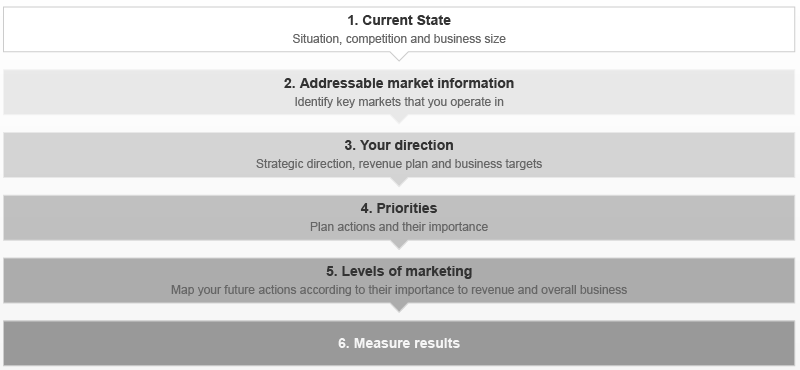 1. Current State
Situation, competition and business size
2. Addressable market information
Identify key markets that you operate in
3. Your direction
Strategic direction, revenue plan and business targets
4. Priorities
Plan actions and their importance
5. Levels of marketing
Map your future actions according to their importance to revenue and overall business
6. Measure results